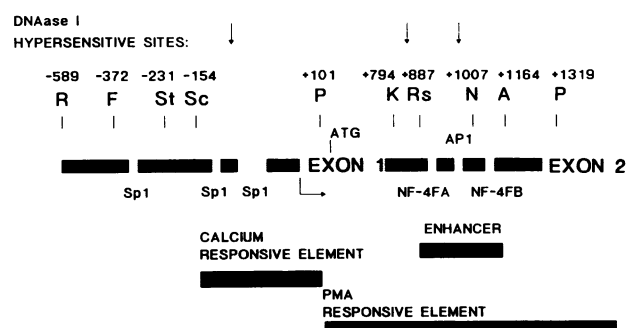 DNAase I
HYPERSENSITIVE SITES:
-589 -372 -231 -154 +101 +794 +887 +1007 +1164 +1319
R F St Sc P K Rs N A P
ATG AP1
EXON 1 EXON 2
Sp1 Sp1 Sp1 NF-4FA NF-4FB
CALCIUM ENHANCER
RESPONSIVE ELEMENT
PMA
RESPONSIVE ELEMENT